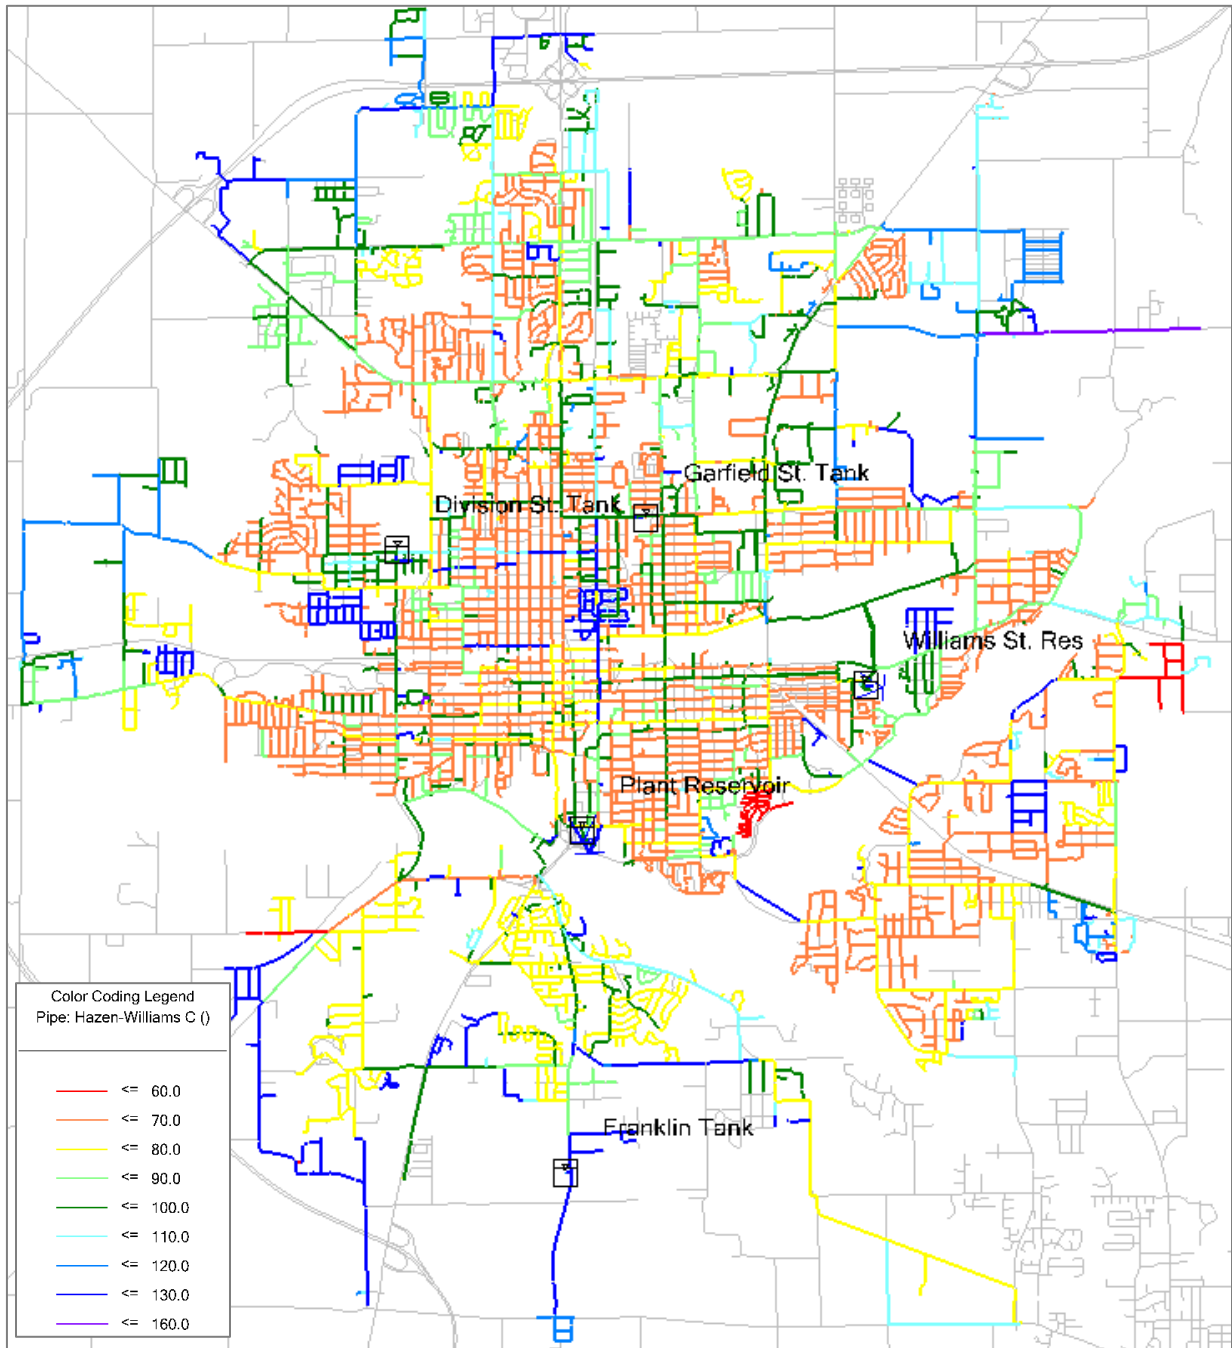 Garfield St. Tank
Division St. Tank
Williams St. Res
Plant Reservoir
Color Coding Legend
Pipe: Hazen-Williams C ()
<= 60.0
<= 70.0
<= 80.0
<= 90.0
<= 100.0
<= 110.0
<= 120.0
<= 130.0
<= 160.0
Franklin Tank